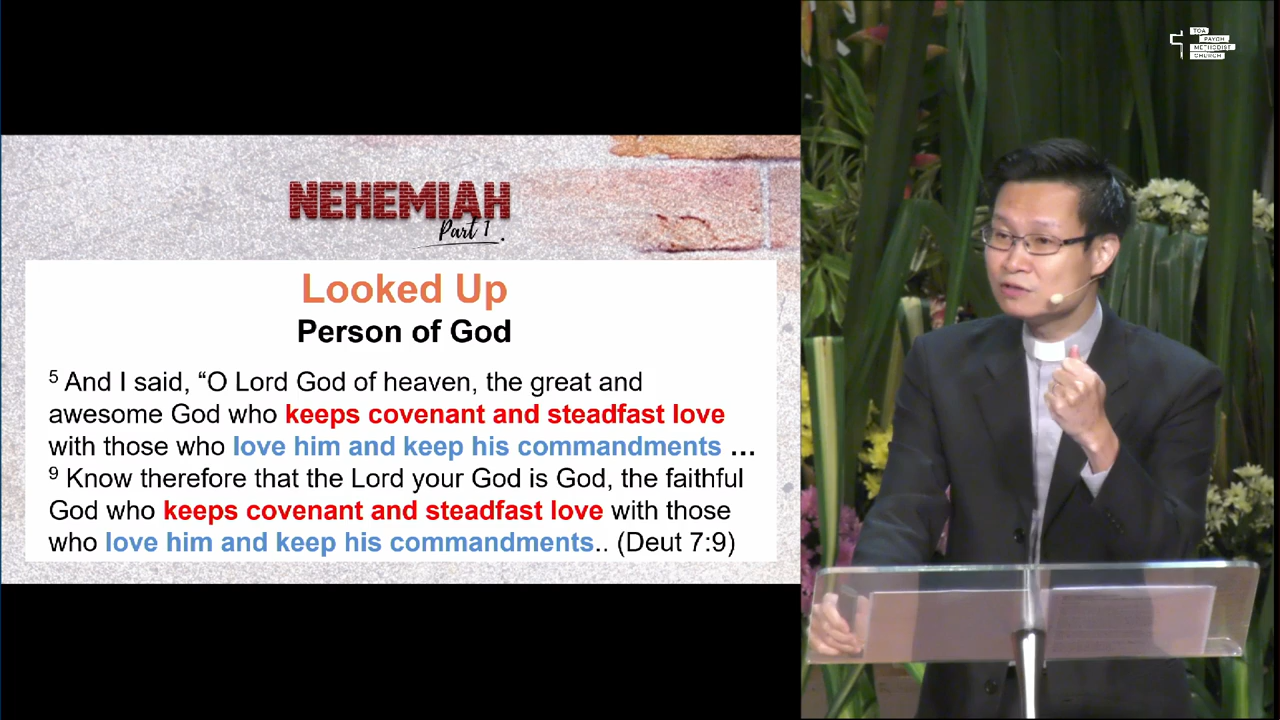 NEHEMIAH
Part 1
Looked Up
Person of God
5 And I said, “O Lord God of heaven, the great and
awesome God who keeps covenant and steadfast love
with those who love him and keep his commandments ...
9 Know therefore that the Lord your God is God, the faithful
God who keeps covenant and steadfast love with those
who love him and keep his commandments.. (Deut 7:9)
TOA
PAYOH
METHODIST
CHURCH